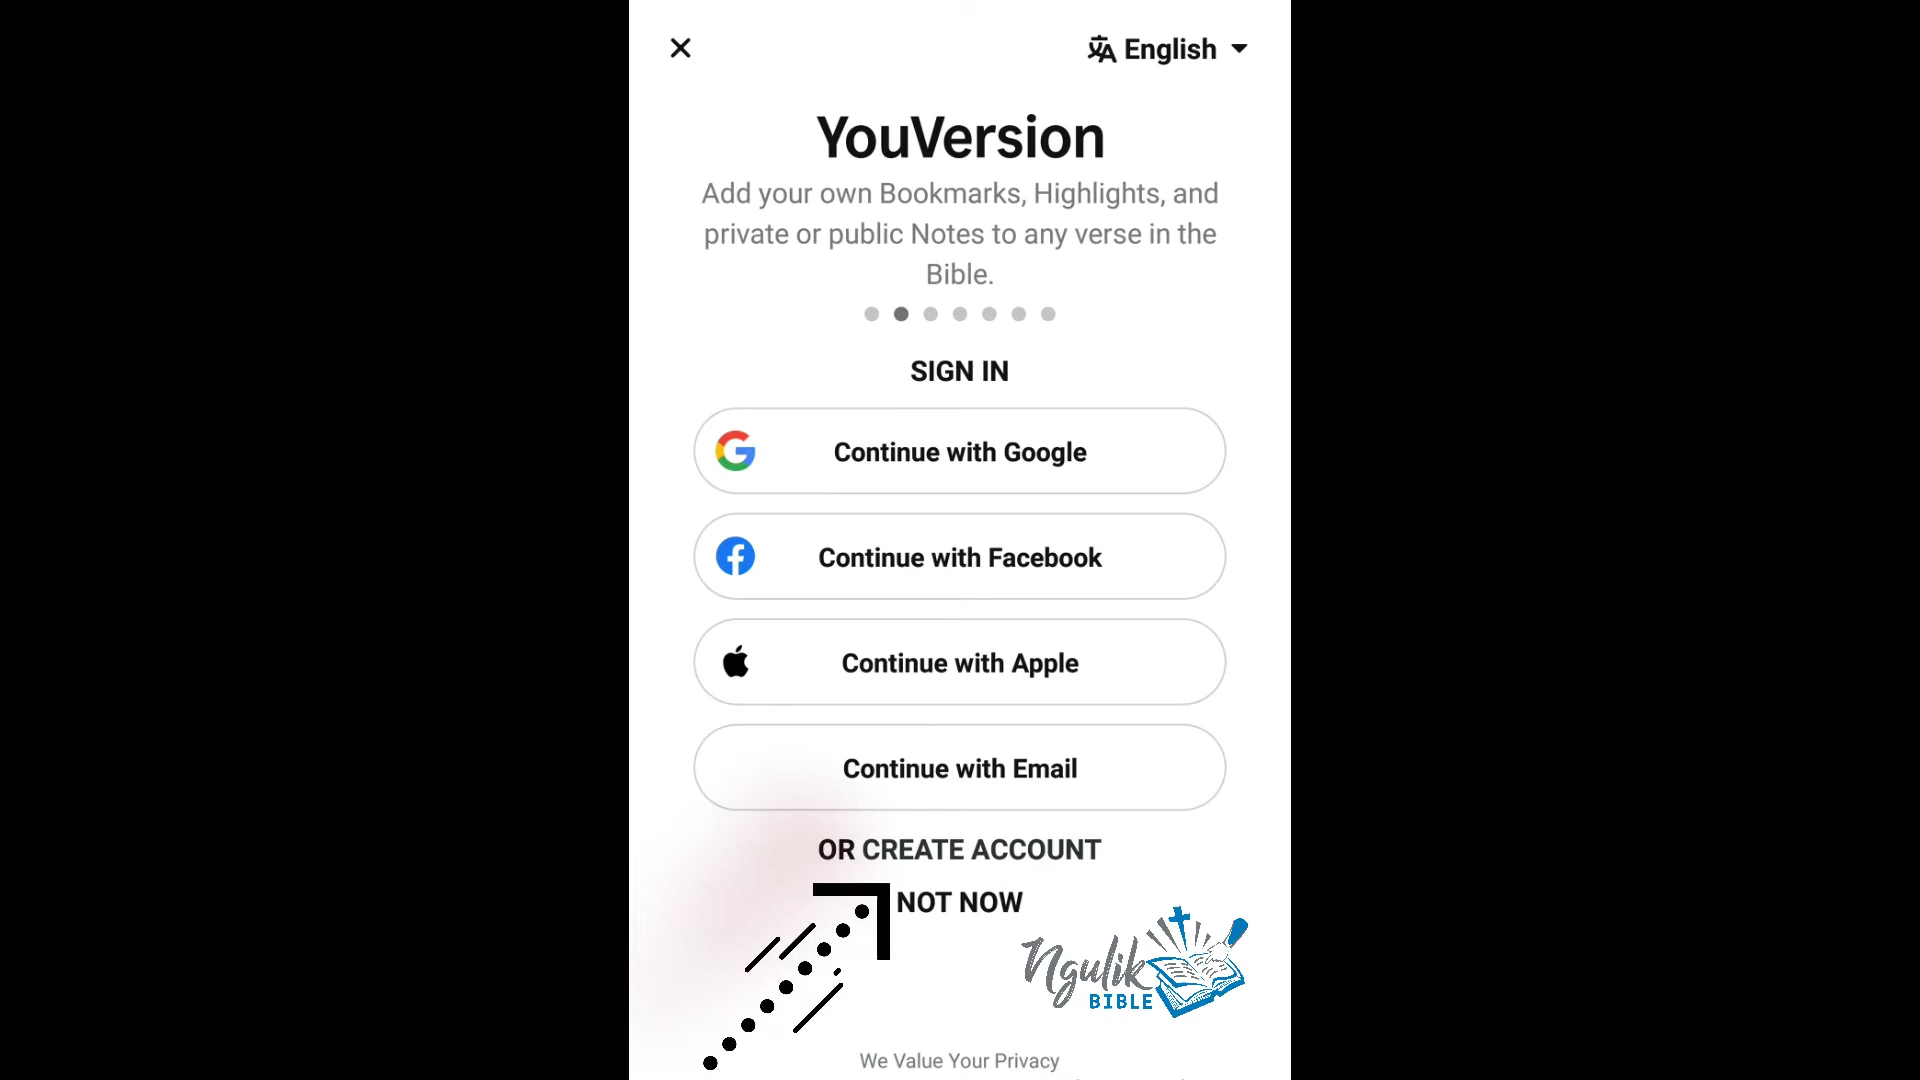 English
YouVersion
Add your own Bookmarks, Highlights, and
private or public Notes to any verse in the
Bible.
SIGN IN
Continue with Google
Continue with Facebook
Continue with Apple
Continue with Email
OR CREATE ACCOUNT
NOT NOW
Ngulik
BIBLE
We Value Your Privacy